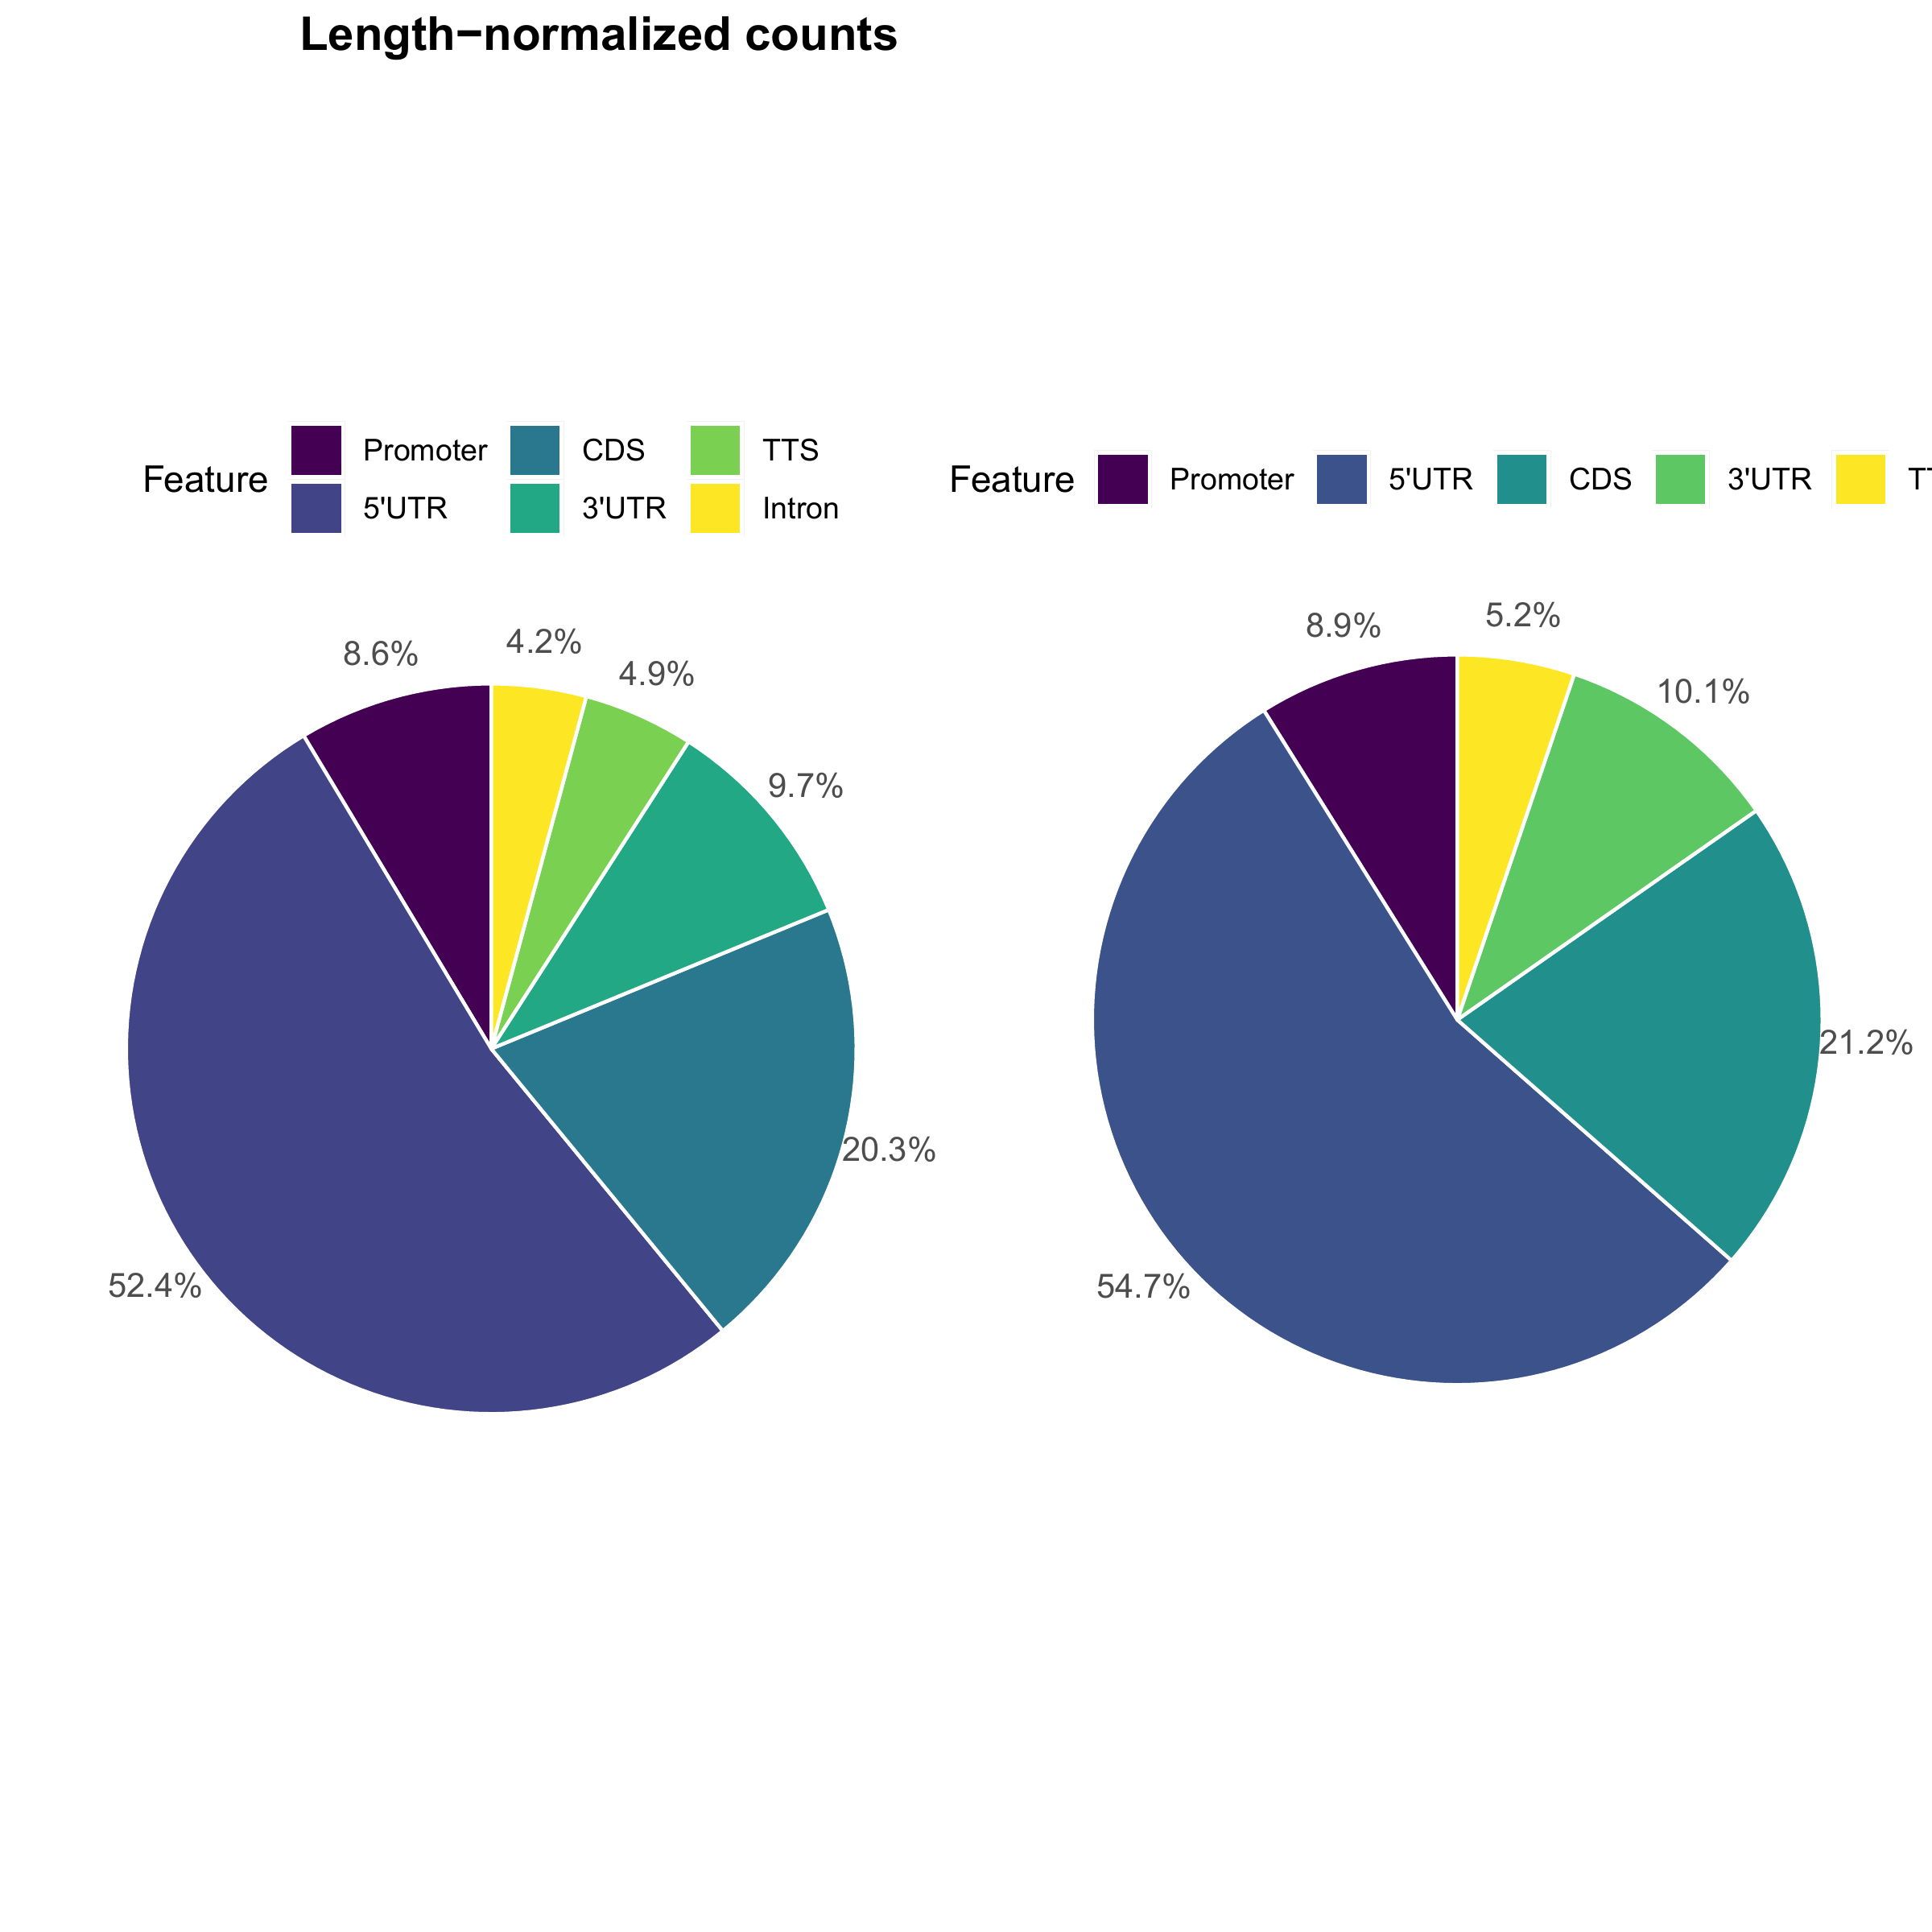 Length−normalized counts
Feature Promoter CDS TTS
5'UTR 3'UTR Intron
Feature Promoter 5'UTR CDS 3'UTR
8.6% 4.2% 4.9% 9.7% 20.3% 52.4%
8.9% 5.2% 10.1% 21.2% 54.7%